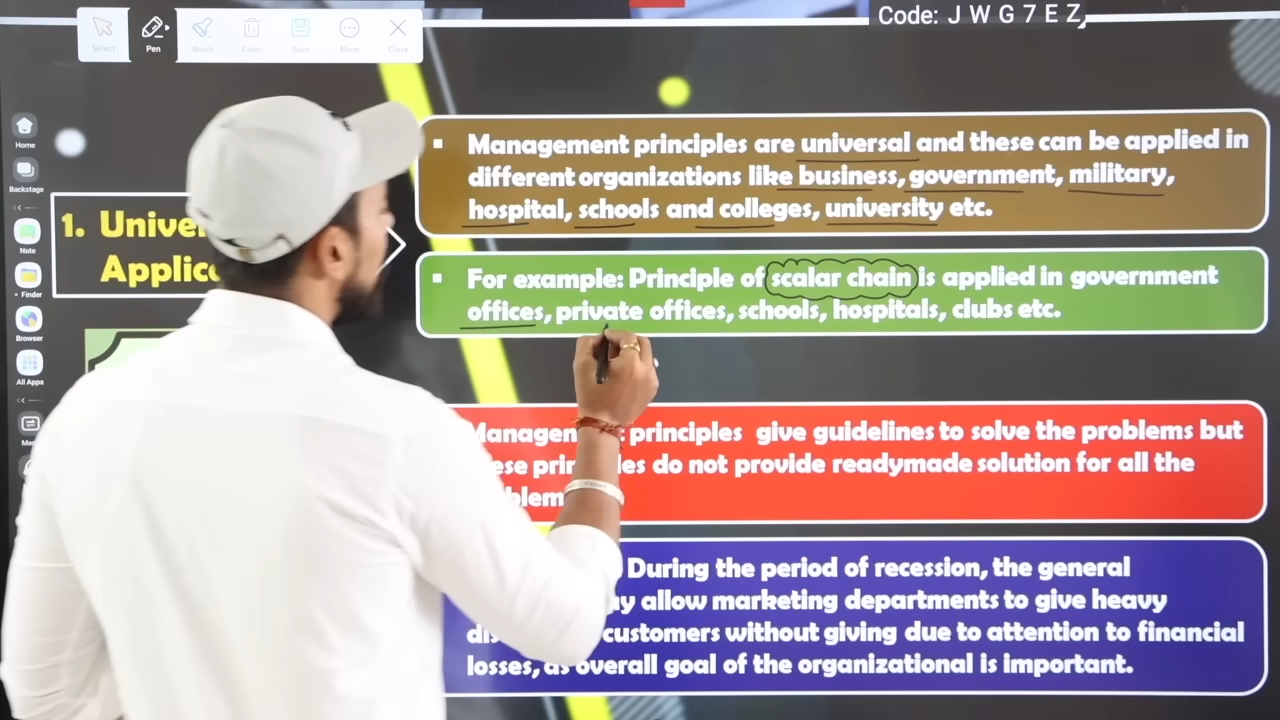 Code: J W G 7 E Z
Select
Pen
Brush
Clean
Save
More
Close
Home
Backstage
Note
Finder
Browser
All Apps
1.
Management principles are universal and these can be applied in
different organizations like business, government, military,
hospital, schools and colleges, university etc.
For example: Principle of scalar chain is applied in government
offices, private offices, schools, hospitals, clubs etc.
principles give guidelines to solve the problems but
do not provide readymade solution for all the
During the period of recession, the general
allow marketing departments to give heavy
customers without giving due to attention to financial
losses, as overall goal of the organizational is important.